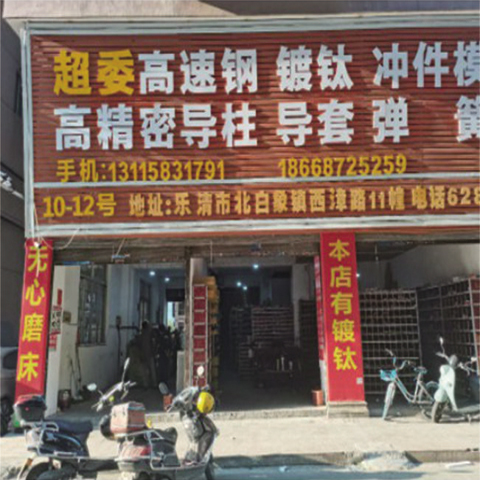 超委高速钢 镀钛 冲件模
高精密导柱 导套 弹 簧
手机:13115831791 18668725259
10-12号 地址:乐清市北白象镇西漳路11幢 电话628
无心磨床
本店有镀钛